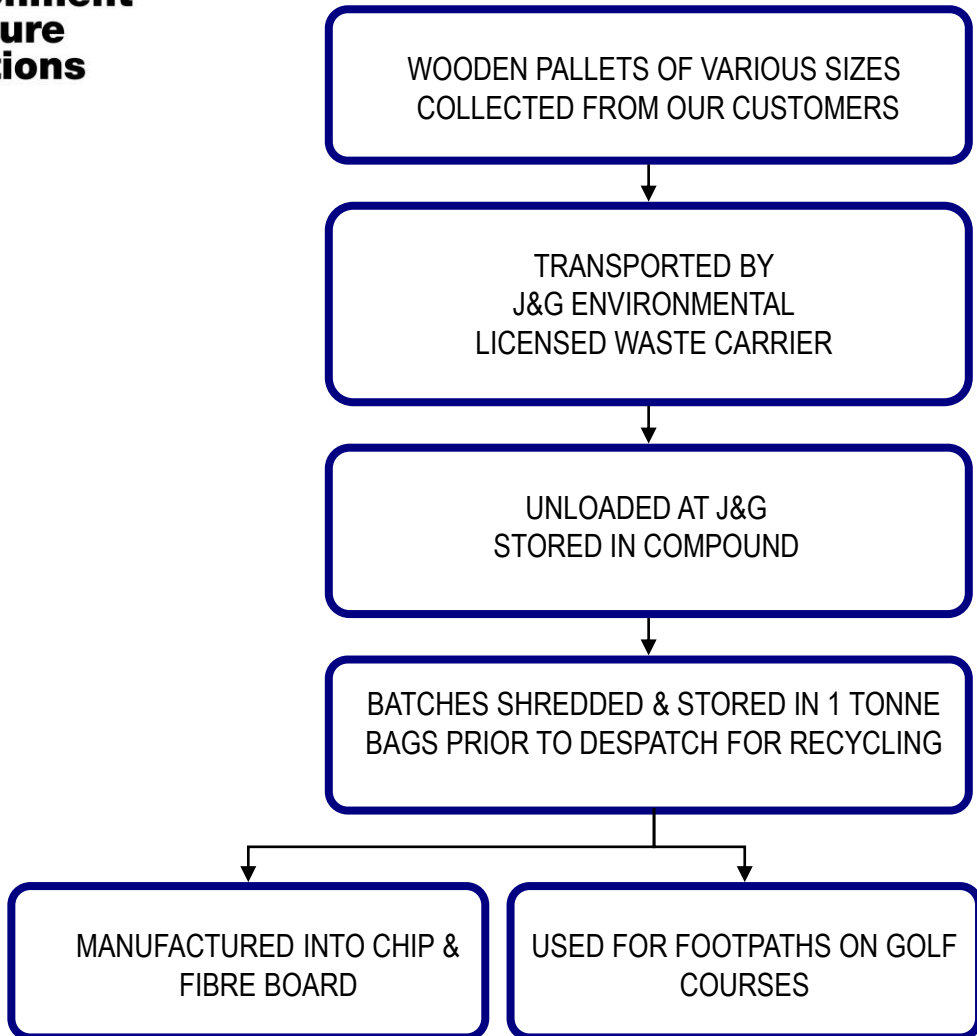 WOODEN PALLETS OF VARIOUS SIZES
COLLECTED FROM OUR CUSTOMERS
TRANSPORTED BY
J&G ENVIRONMENTAL
LICENSED WASTE CARRIER
UNLOADED AT J&G
STORED IN COMPOUND
BATCHES SHREDDED & STORED IN 1 TONNE
BAGS PRIOR TO DESPATCH FOR RECYCLING
MANUFACTURED INTO CHIP &
FIBRE BOARD
USED FOR FOOTPATHS ON GOLF
COURSES